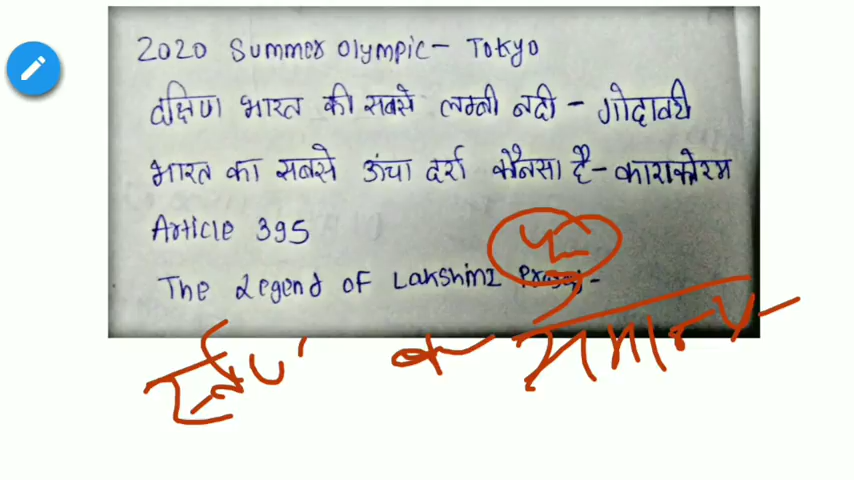 2020 Summer Olympic - Tokyo
दक्षिण भारत की सबसे लम्बी नदी - गोदावरी
भारत का सबसे ऊंचा दर्रा कौनसा है - काराकोरम
Article 395
The Legend of Lakshmi